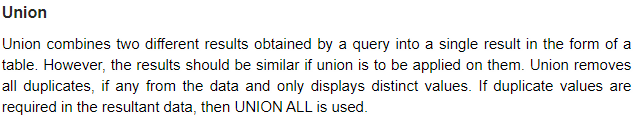 Union
Union combines two different results obtained by a query into a single result in the form of a
table. However, the results should be similar if union is to be applied on them. Union removes
all duplicates, if any from the data and only displays distinct values. If duplicate values are
required in the resultant data, then UNION ALL is used.